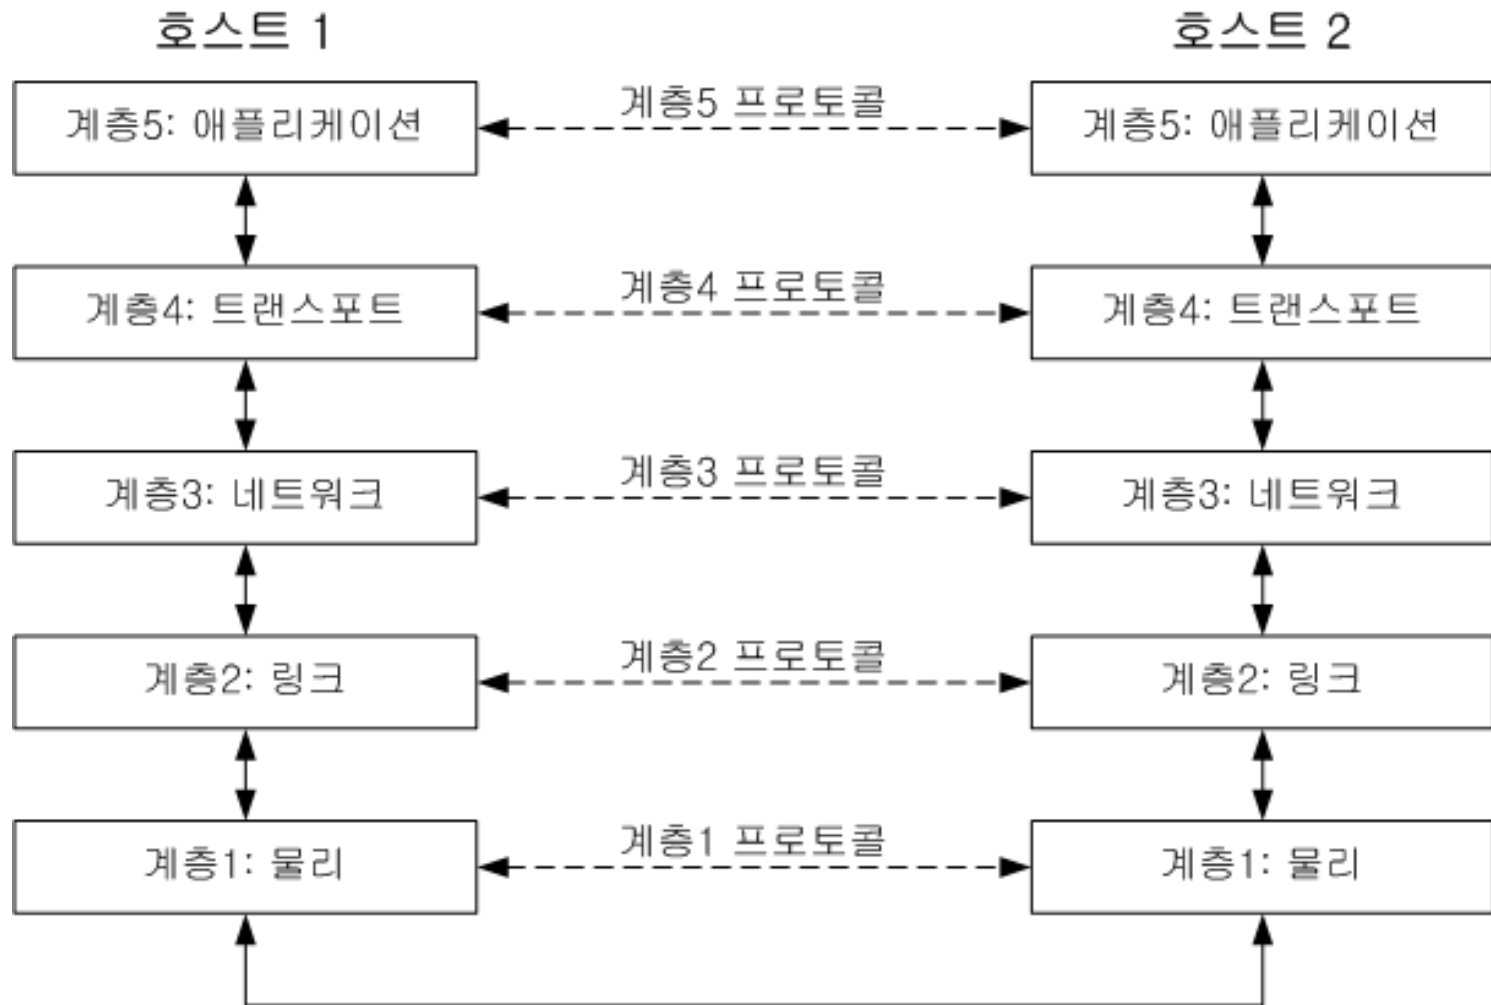 호스트 1
호스트 2
계층5: 애플리케이션
계층5 프로토콜
계층5: 애플리케이션
계층4: 트랜스포트
계층4 프로토콜
계층4: 트랜스포트
계층3: 네트워크
계층3 프로토콜
계층3: 네트워크
계층2: 링크
계층2 프로토콜
계층2: 링크
계층1: 물리
계층1 프로토콜
계층1: 물리